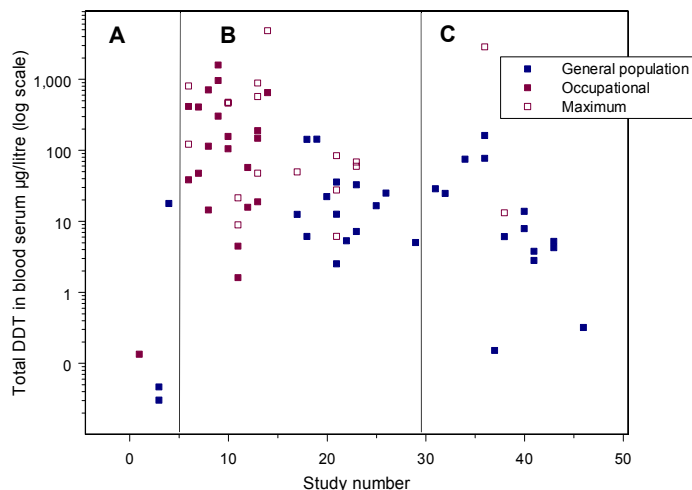 A
B
C
General population
Occupational
Maximum
Total DDT in blood serum µg/litre (log scale)
1,000
100
10
1
0
0
10
20
30
40
50
Study number